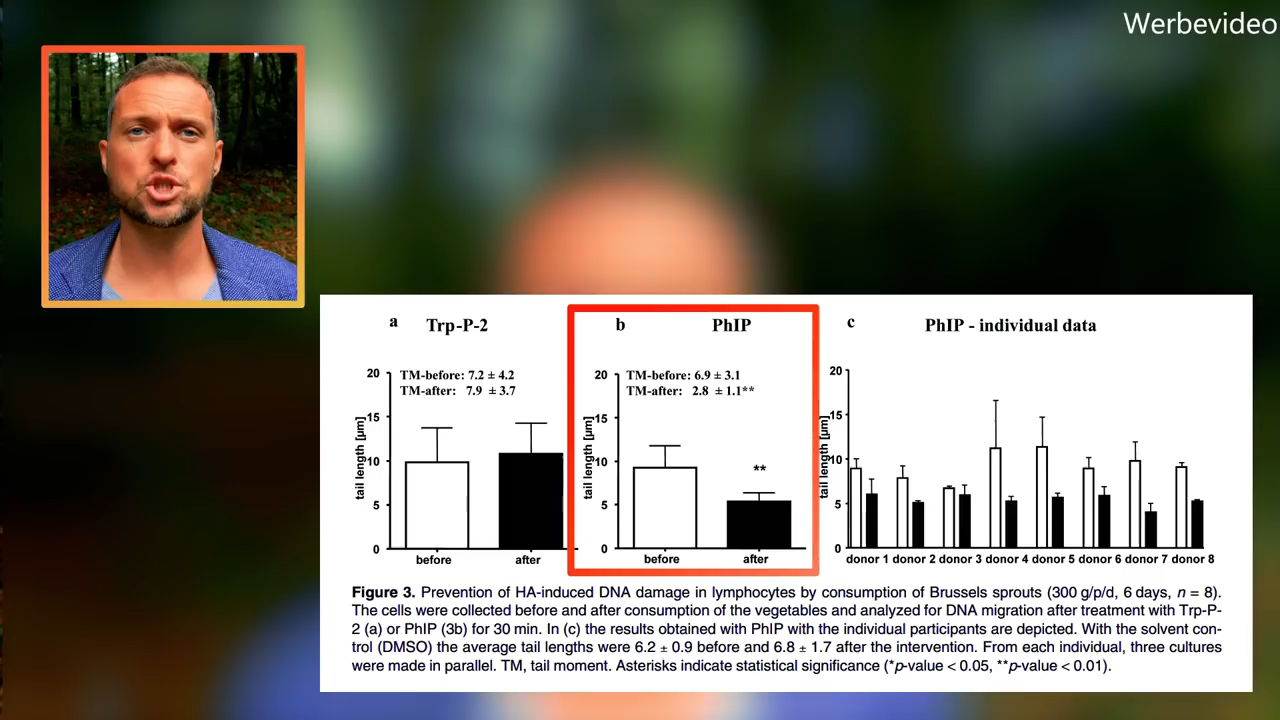 Werbevideo
a Trp-P-2
TM-before: 7.2 ± 4.2
TM-after: 7.9 ± 3.7
20
15
10
5
0
tail length [µm]
before after
b PhIP
TM-before: 6.9 ± 3.1
TM-after: 2.8 ± 1.1**
20
15
10
5
0
tail length [µm]
**
before after
c PhIP - individual data
20
15
10
5
0
tail length [µm]
donor 1 donor 2 donor 3 donor 4 donor 5 donor 6 donor 7 donor 8
Figure 3. Prevention of HA-induced DNA damage in lymphocytes by consumption of Brussels sprouts (300 g/p/d, 6 days, n = 8).
The cells were collected before and after consumption of the vegetables and analyzed for DNA migration after treatment with Trp-P-
2 (a) or PhIP (3b) for 30 min. In (c) the results obtained with PhIP with the individual participants are depicted. With the solvent con-
trol (DMSO) the average tail lengths were 6.2 ± 0.9 before and 6.8 ± 1.7 after the intervention. From each individual, three cultures
were made in parallel. TM, tail moment. Asterisks indicate statistical significance (*p-value < 0.05, **p-value < 0.01).